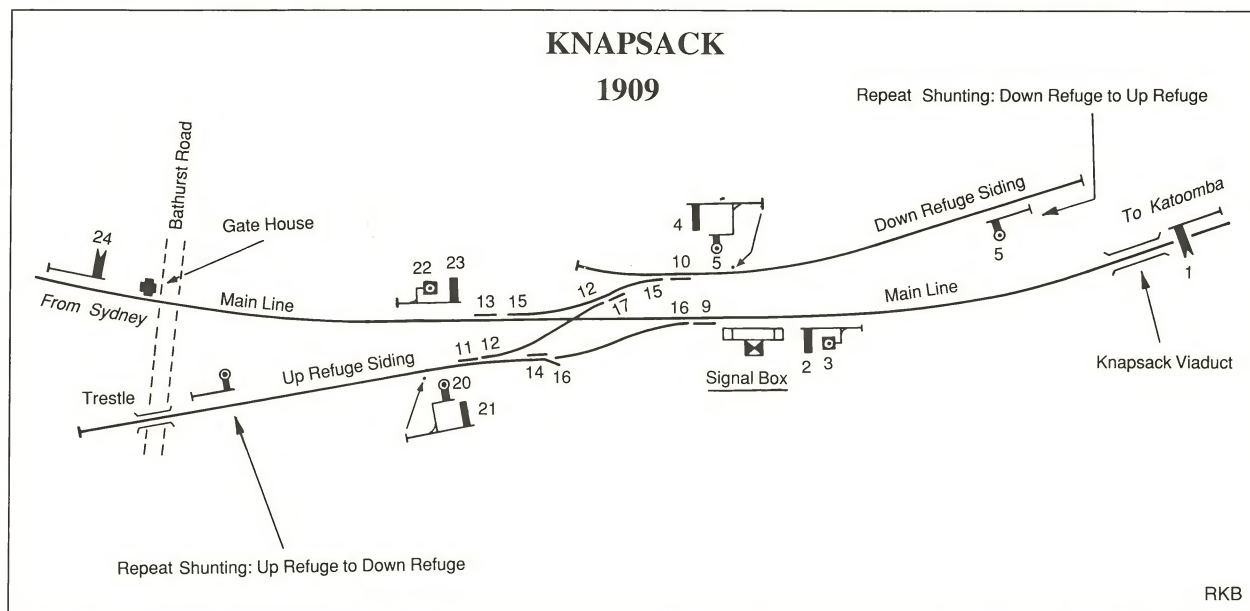 KNAPSACK
1909
Repeat Shunting: Down Refuge to Up Refuge
Bathurst Road
Gate House
Down Refuge Siding
To Katoomba
24
4
5
5
1
22
23
10
12
15
17
13
15
Main Line
From Sydney
Main Line
16
9
11
12
14
16
Up Refuge Siding
Signal Box
2
3
Knapsack Viaduct
Trestle
20
21
Repeat Shunting: Up Refuge to Down Refuge
RKB